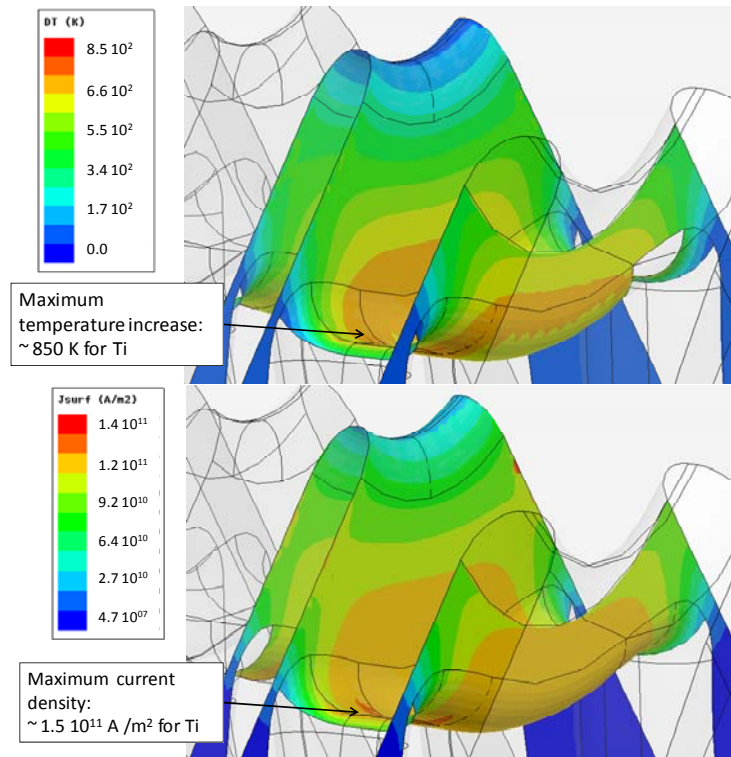 DT (K)
8.5 10²
6.6 10²
5.5 10²
3.4 10²
1.7 10²
0.0
Maximum
temperature increase:
~ 850 K for Ti
Jsurf (A/m2)
1.4 10¹¹
1.2 10¹¹
9.2 10¹⁰
6.4 10¹⁰
2.7 10¹⁰
4.7 10⁰⁷
Maximum current
density:
~ 1.5 10¹¹ A /m² for Ti